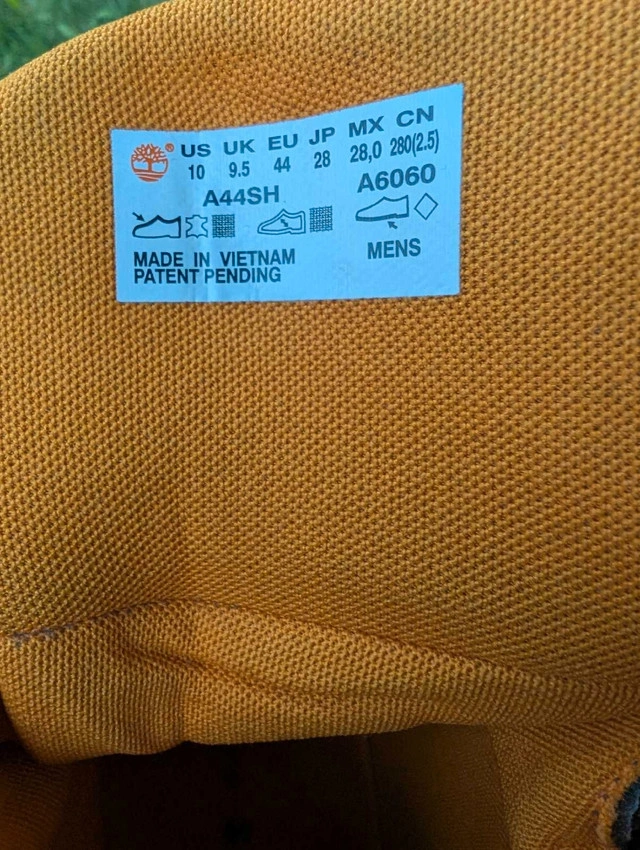 ® US UK EU JP MX CN
10 9.5 44 28 28,0 280(2.5)
A44SH A6060
MADE IN VIETNAM
PATENT PENDING
MENS